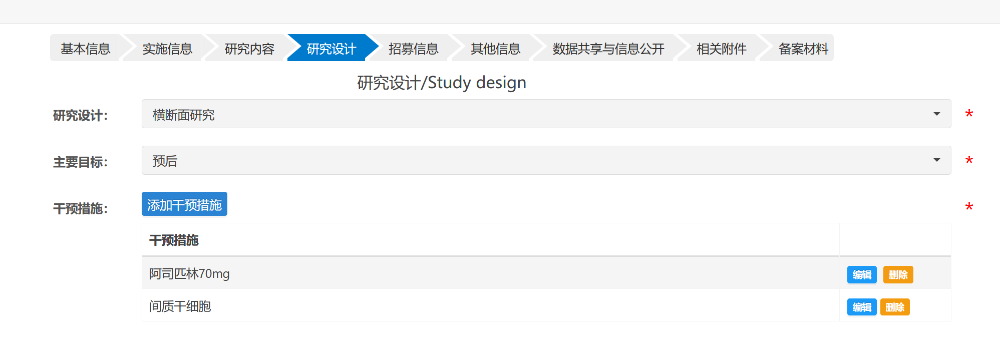 基本信息 实施信息 研究内容 研究设计 招募信息 其他信息 数据共享与信息公开 相关附件 备案材料
研究设计/Study design
研究设计： 横断面研究 *
主要目标： 预后 *
干预措施： 添加干预措施 *
干预措施
阿司匹林70mg 编辑 删除
间质干细胞 编辑 删除